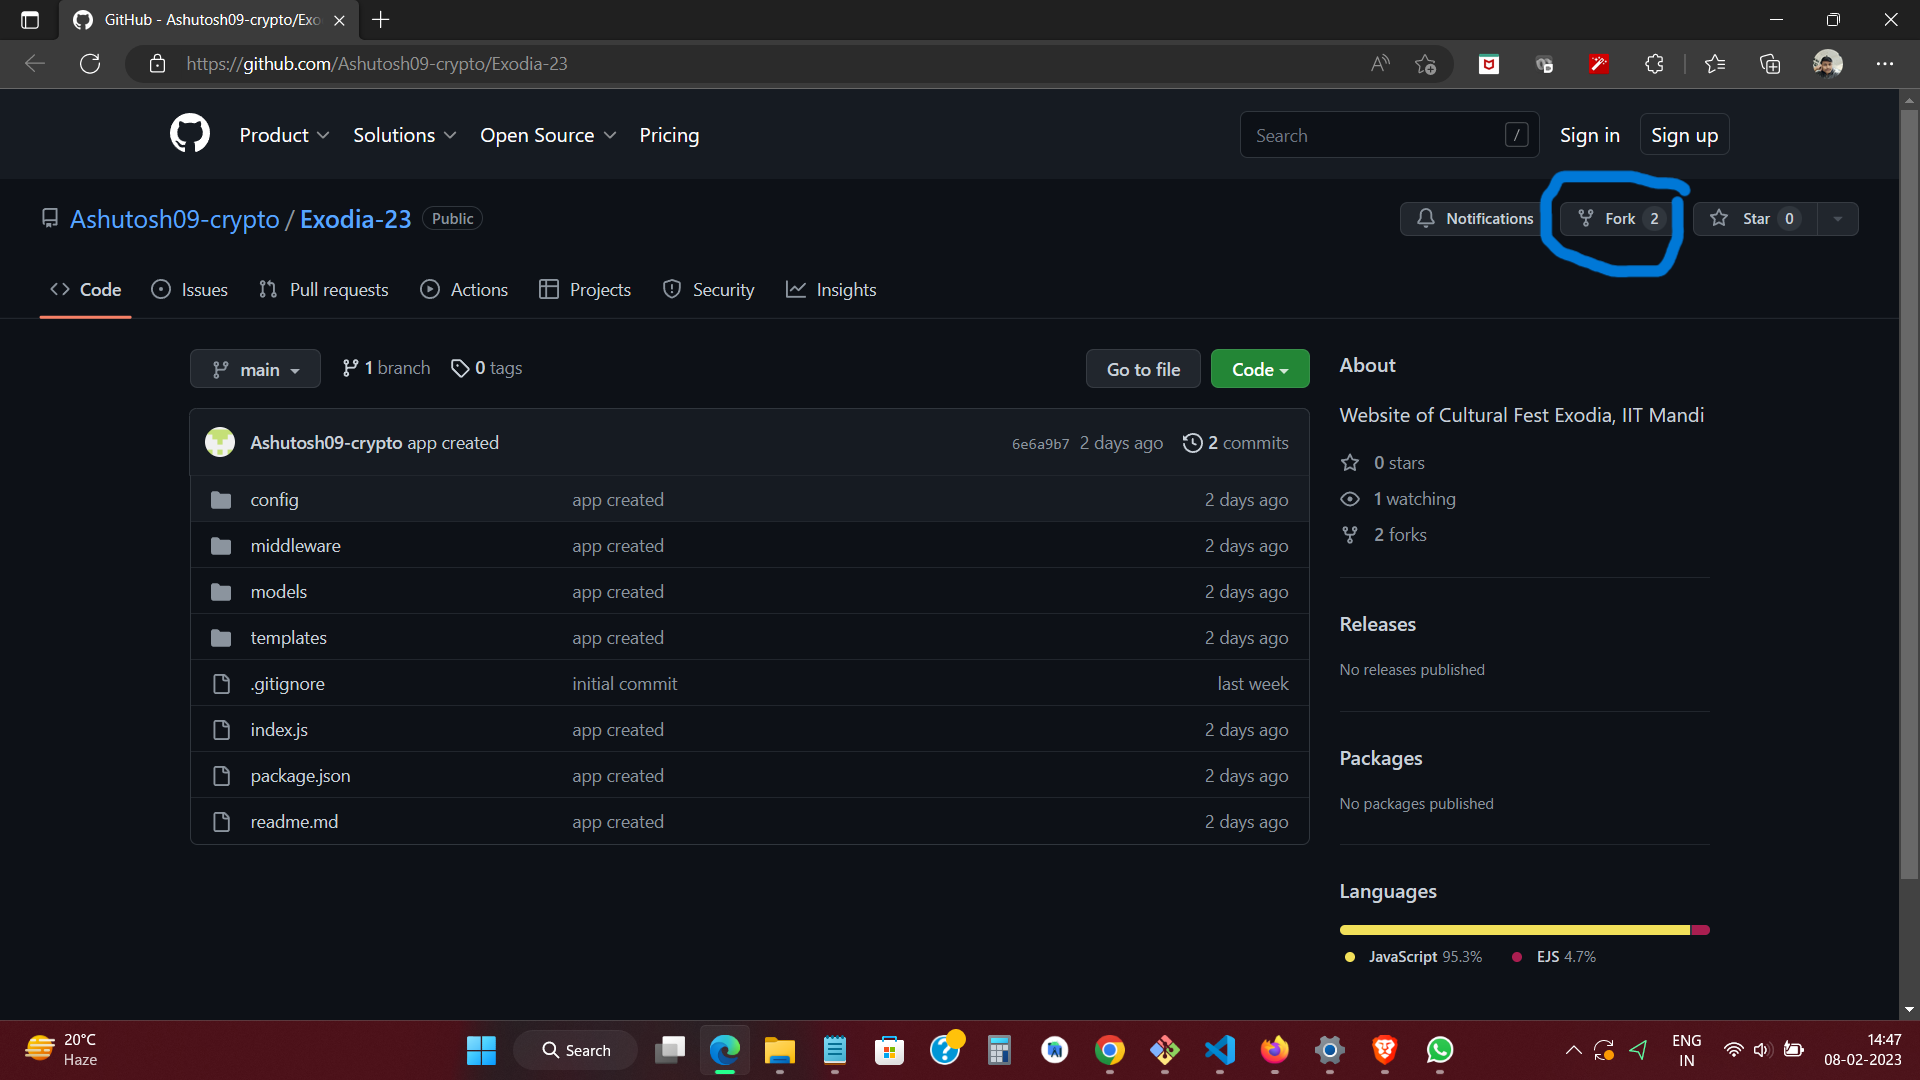 GitHub - Ashutosh09-crypto/Exo
https://github.com/Ashutosh09-crypto/Exodia-23
Product Solutions Open Source Pricing Search / Sign in Sign up
Ashutosh09-crypto / Exodia-23 Public Notifications Fork 2 Star 0
Code Issues Pull requests Actions Projects Security Insights
main 1 branch 0 tags Go to file Code
Ashutosh09-crypto app created 6e6a9b7 2 days ago 2 commits
config app created 2 days ago
middleware app created 2 days ago
models app created 2 days ago
templates app created 2 days ago
.gitignore initial commit last week
index.js app created 2 days ago
package.json app created 2 days ago
readme.md app created 2 days ago
About
Website of Cultural Fest Exodia, IIT Mandi
0 stars
1 watching
2 forks
Releases
No releases published
Packages
No packages published
Languages
JavaScript 95.3% EJS 4.7%
20°C
Haze
Search
ENG
IN
14:47
08-02-2023